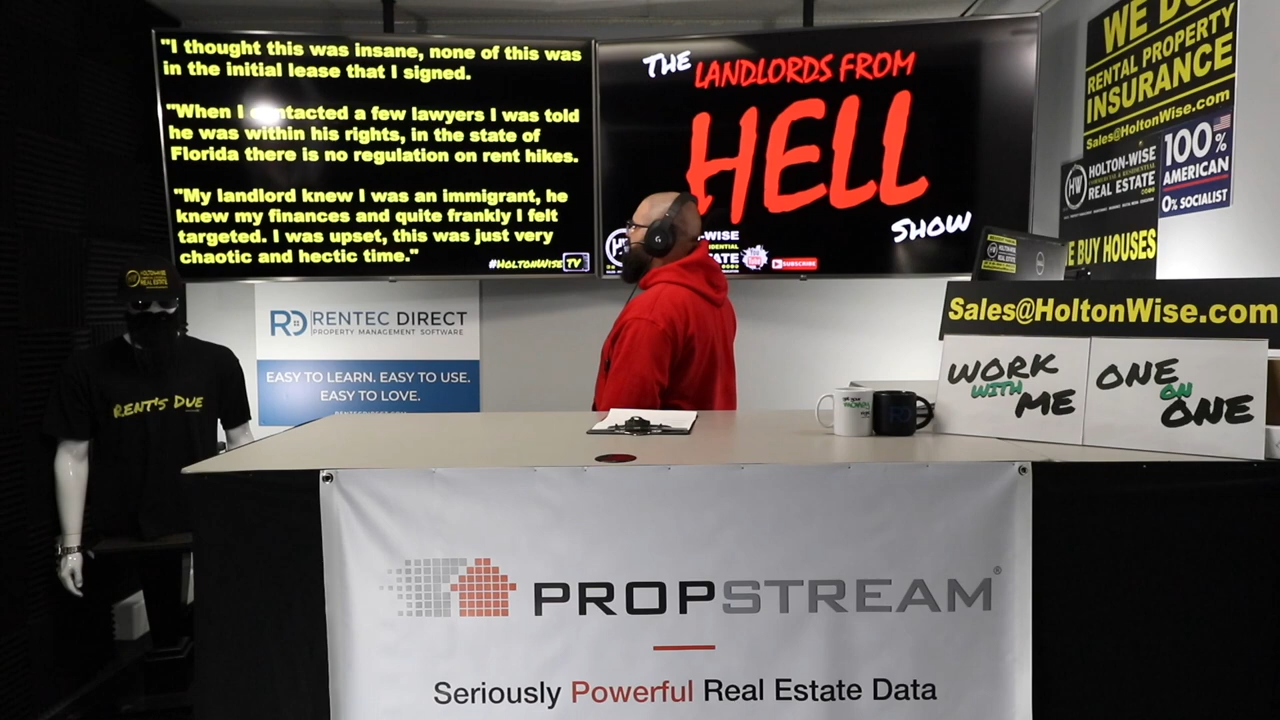 "I thought this was insane, none of this was
in the initial lease that I signed.
"When I contacted a few lawyers I was told
he was within his rights, in the state of
Florida there is no regulation on rent hikes.
"My landlord knew I was an immigrant, he
knew my finances and quite frankly I felt
targeted. I was upset, this was just very
chaotic and hectic time."
#HOLTONWISE TV
THE
LANDLORDS FROM
HELL
SHOW
-WISE
SUBSCRIBE
WE DO
RENTAL PROPERTY
INSURANCE
Sales@HoltonWise.com
HW
HOLTON-WISE
REAL ESTATE
100%
AMERICAN
0% SOCIALIST
E BUY HOUSES
RD RENTEC DIRECT
PROPERTY MANAGEMENT SOFTWARE
EASY TO LEARN. EASY TO USE.
EASY TO LOVE.
RENTECDIRECT.COM
RENT'S DUE
Sales@HoltonWise.com
WORK
WITH
ME
ONE
ON
ONE
PROPSTREAM®
Seriously Powerful Real Estate Data